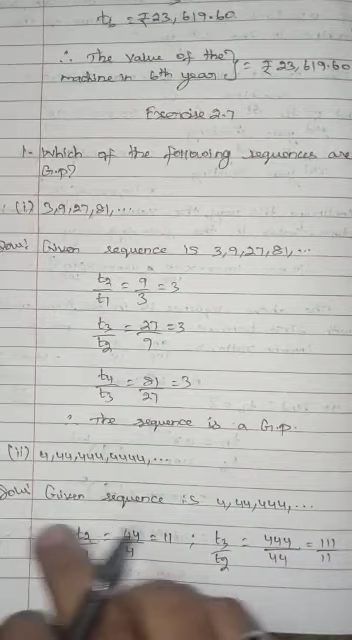 t6 = ₹23,619.60
∴ The value of the
machine in 6th year } = ₹23,619.60
Exercise 2.7
1. Which of the following sequences are
G.P?
(i) 3,9,27,81,....
Soln: Given sequence is 3,9,27,81,...
t2/t1 = 9/3 = 3
t3/t2 = 27/9 = 3
t4/t3 = 81/27 = 3
∴ The sequence is a G.P.
(ii) 4,44,444,4444,...
Soln: Given sequence is 4,44,444,...
t2 = 44/4 = 11 ; t3/t2 = 444/44 = 111/11